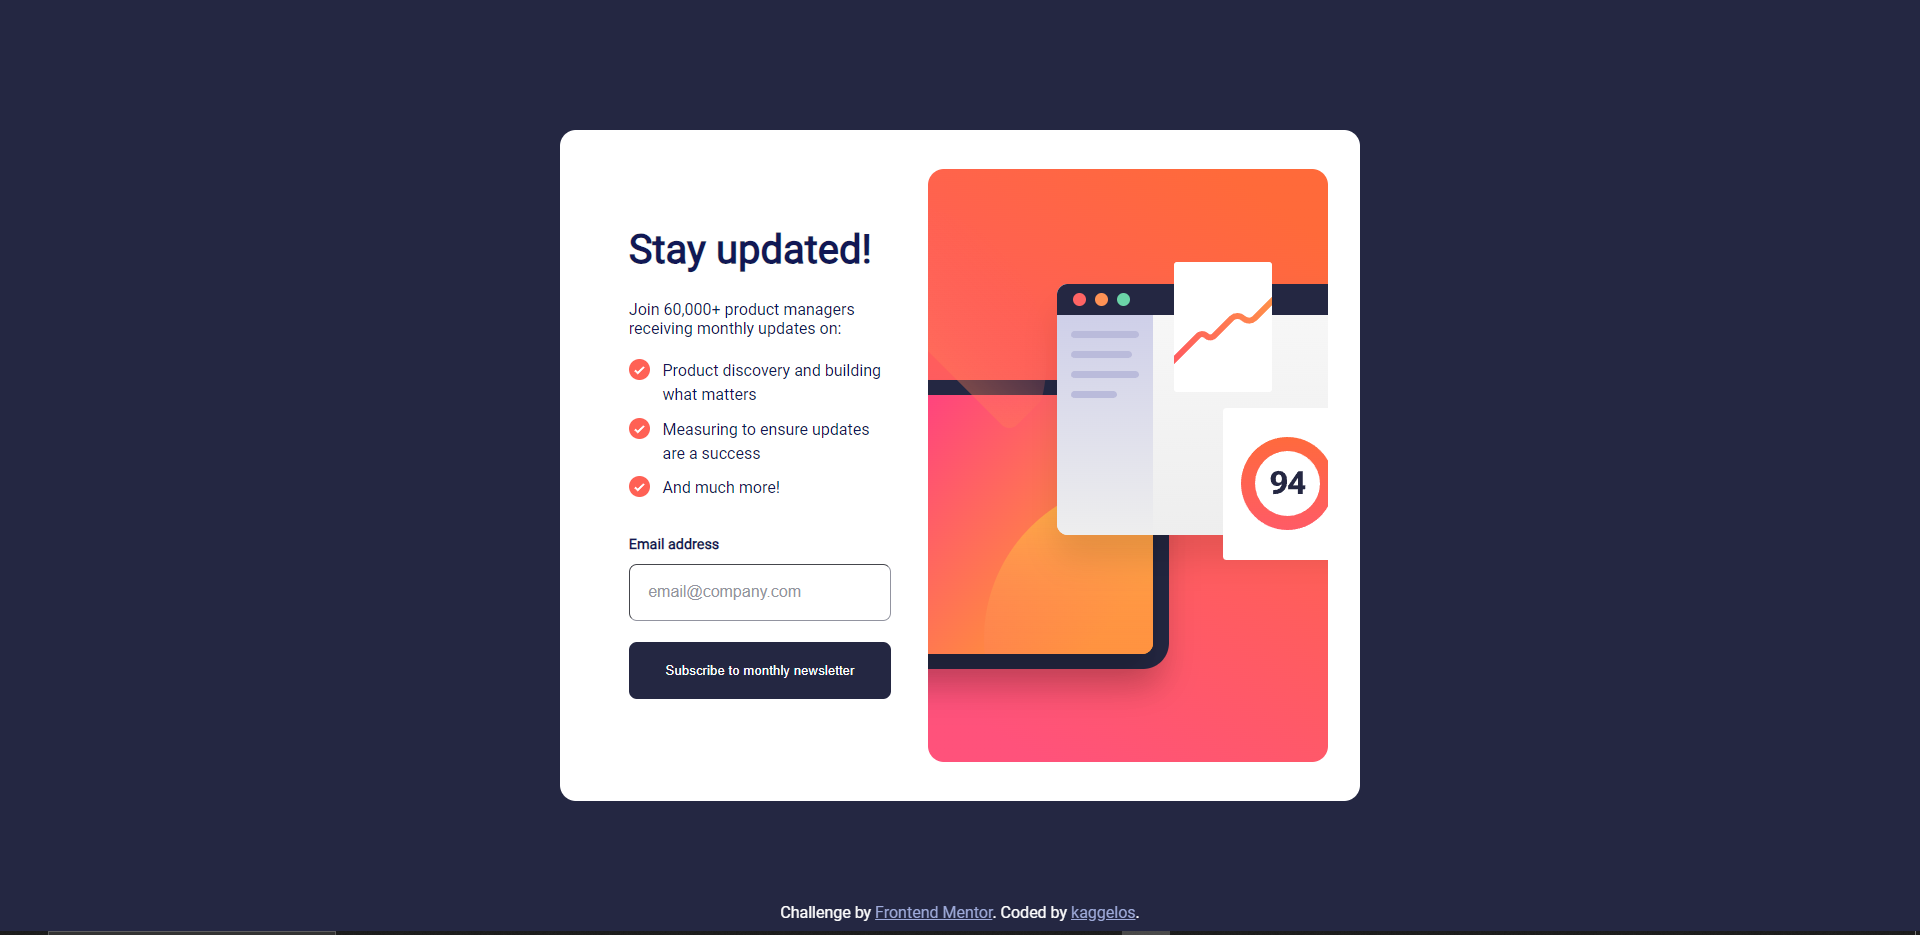 Stay updated!
Join 60,000+ product managers
receiving monthly updates on:
Product discovery and building
what matters
Measuring to ensure updates
are a success
And much more!
Email address
email@company.com
Subscribe to monthly newsletter
94
Challenge by Frontend Mentor. Coded by kaggelos.